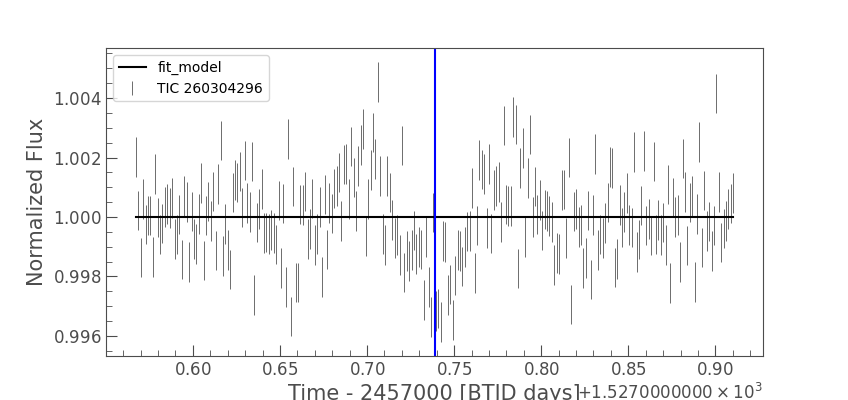 fit_model
TIC 260304296
Normalized Flux
1.004
1.002
1.000
0.998
0.996
0.60
0.65
0.70
0.75
0.80
0.85
0.90
Time - 2457000 [BTJD days]
+1.5270000000 × 10³